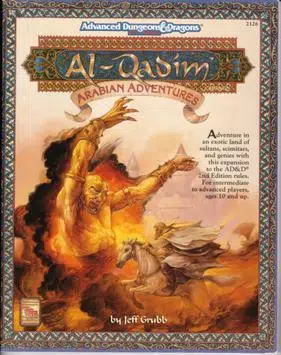 Advanced Dungeons & Dragons®
2126
AL-QADIM
ARABIAN ADVENTURES
Adventure in
an exotic land of
sultans, scimitars,
and genies with
this expansion
to the AD&D®
2nd Edition rules.
For intermediate
to advanced players,
ages 10 and up.
by Jeff Grubb